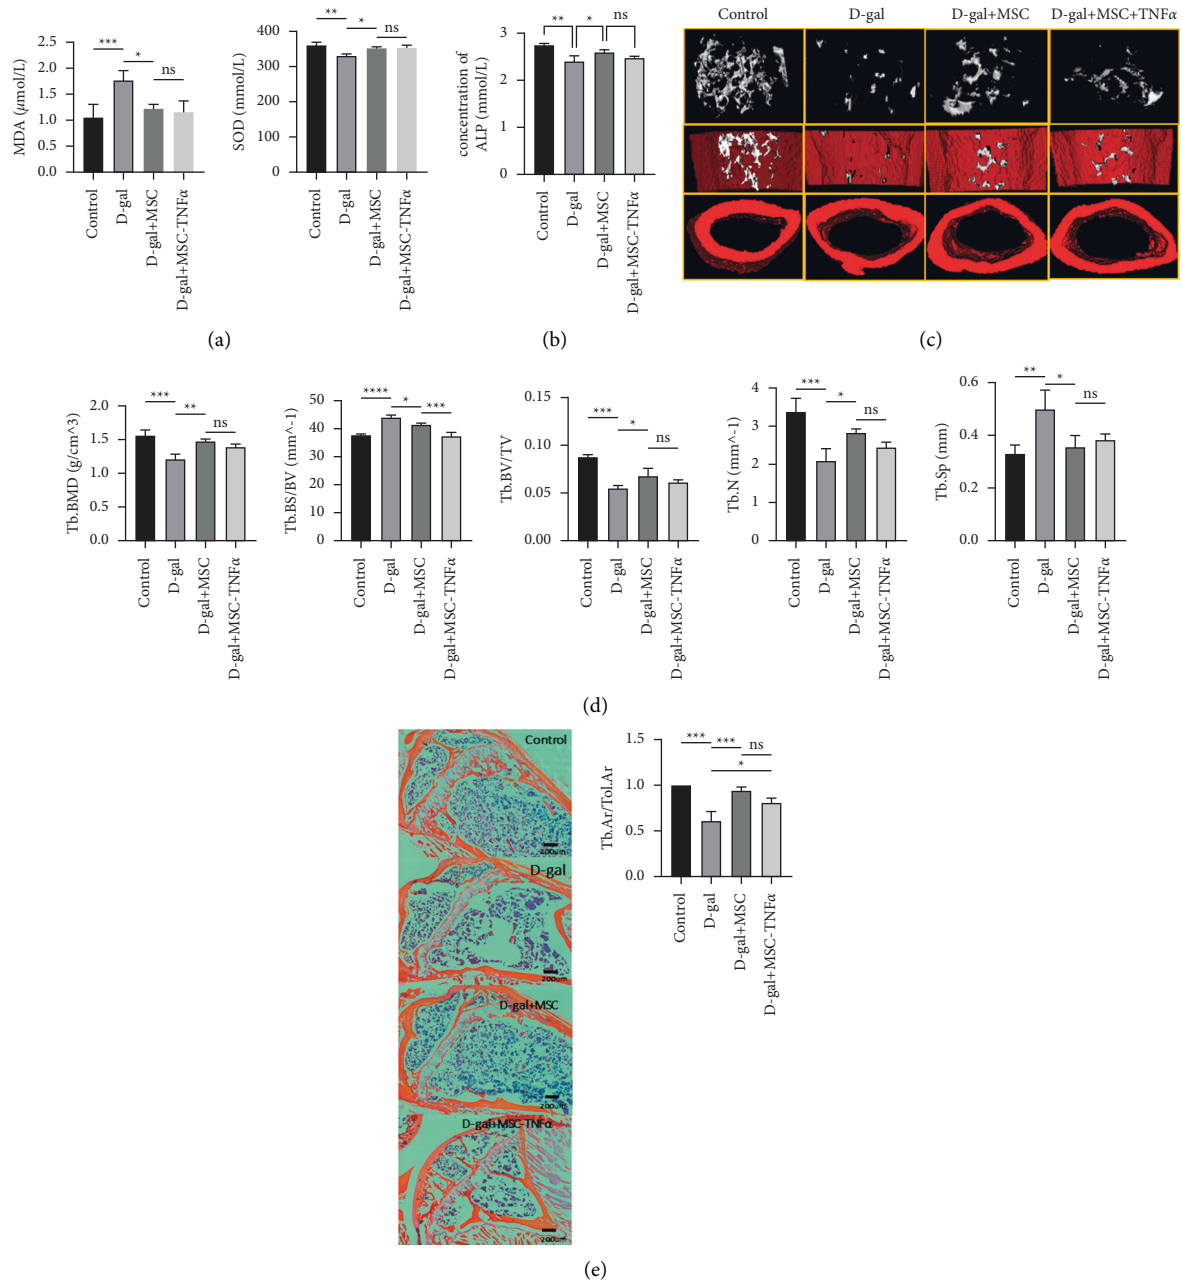 MDA (μmol/L)
2.5
2.0
1.5
1.0
0.5
0.0
***
*
ns
Control
D-gal
D-gal+MSC
D-gal+MSC-TNFα
SOD (mmol/L)
400
300
200
100
0
**
*
ns
Control
D-gal
D-gal+MSC
D-gal+MSC-TNFα
(a)
concentration of
ALP (mmol/L)
3
2
1
0
**
*
ns
Control
D-gal
D-gal+MSC
D-gal+MSC-TNFα
(b)
Control
D-gal
D-gal+MSC
D-gal+MSC+TNFα
(c)
Tb.BMD (g/cm^3)
2.0
1.5
1.0
0.5
0.0
***
**
ns
Control
D-gal
D-gal+MSC
D-gal+MSC-TNFα
Tb.BS/BV (mm^-1)
50
40
30
20
10
0
****
*
***
Control
D-gal
D-gal+MSC
D-gal+MSC-TNFα
Tb.BV/TV
0.15
0.10
0.05
0.00
***
*
ns
Control
D-gal
D-gal+MSC
D-gal+MSC-TNFα
Tb.N (mm^-1)
4
3
2
1
0
***
*
ns
Control
D-gal
D-gal+MSC
D-gal+MSC-TNFα
Tb.Sp (mm)
0.6
0.4
0.2
0.0
**
*
ns
Control
D-gal
D-gal+MSC
D-gal+MSC-TNFα
(d)
Control
200um
D-gal
200um
D-gal+MSC
200um
D-gal+MSC-TNFα
200um
Tb.Ar/Tol.Ar
1.5
1.0
0.5
0.0
***
***
ns
*
Control
D-gal
D-gal+MSC
D-gal+MSC-TNFα
(e)